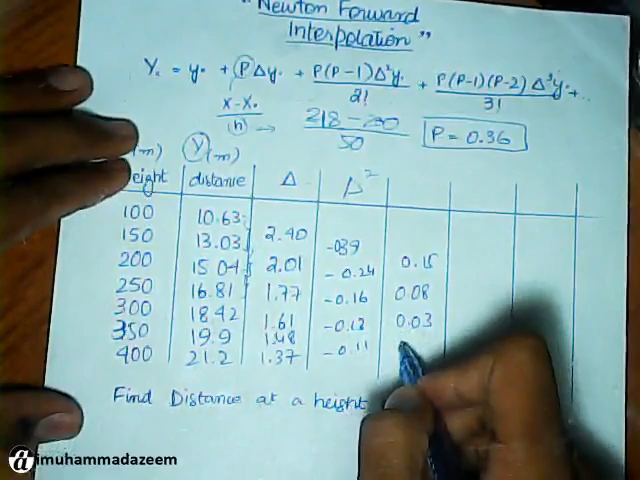 "Newton Forward
Interpolation"
Yₓ = y₀ + PΔy₀ + P(P-1)Δ²y₀ / 2! + P(P-1)(P-2)Δ³y₀ / 3! + ...
X-X₀ / (h) → 218-200 / 50 P = 0.36
(m) Y(m)
eight distance Δ Δ²
100 10.63
150 13.03 2.40 -0.39
200 15.04 2.01 -0.24 0.15
250 16.81 1.77 -0.16 0.08
300 18.42 1.61 -0.13 0.03
350 19.9 1.48 -0.11
400 21.2 1.37
Find Distance at a height
a imuhammadazeem